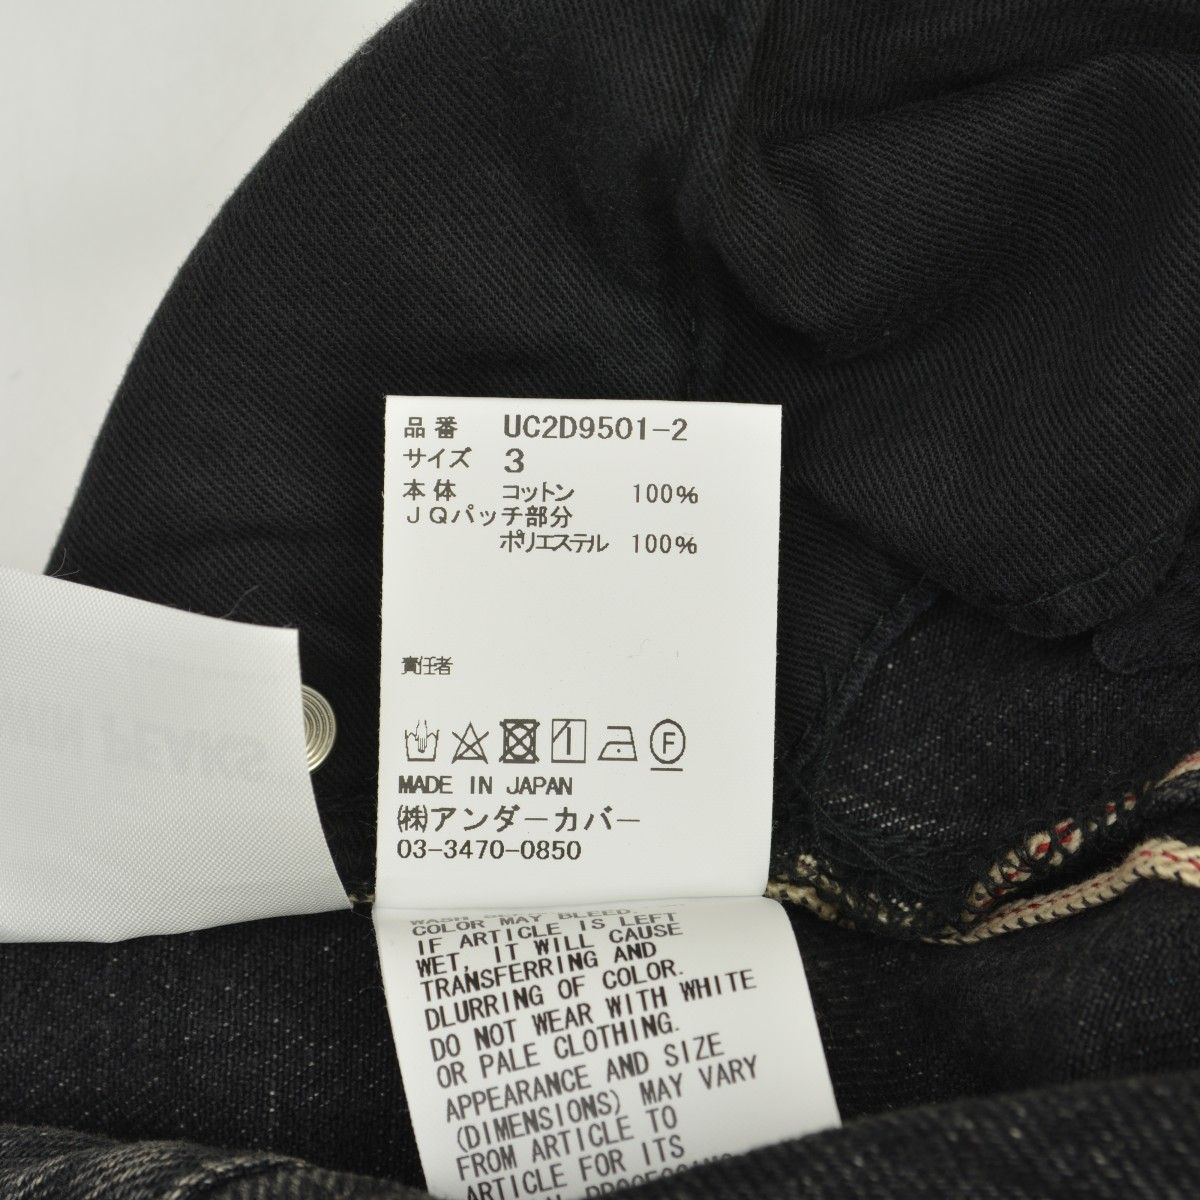 品番 UC2D9501-2
サイズ 3
本体 コットン 100%
JQパッチ部分
ポリエステル 100%
責任者
F
MADE IN JAPAN
㈱アンダーカバー
03-3470-0850
COLOR MAY BLEED.
IF ARTICLE IS LEFT
WET, IT WILL CAUSE
TRANSFERRING AND
DLURRING OF COLOR.
DO NOT WEAR WITH WHITE
OR PALE CLOTHING.
APPEARANCE AND SIZE
(DIMENSIONS) MAY VARY
FROM ARTICLE TO
ARTICLE FOR ITS